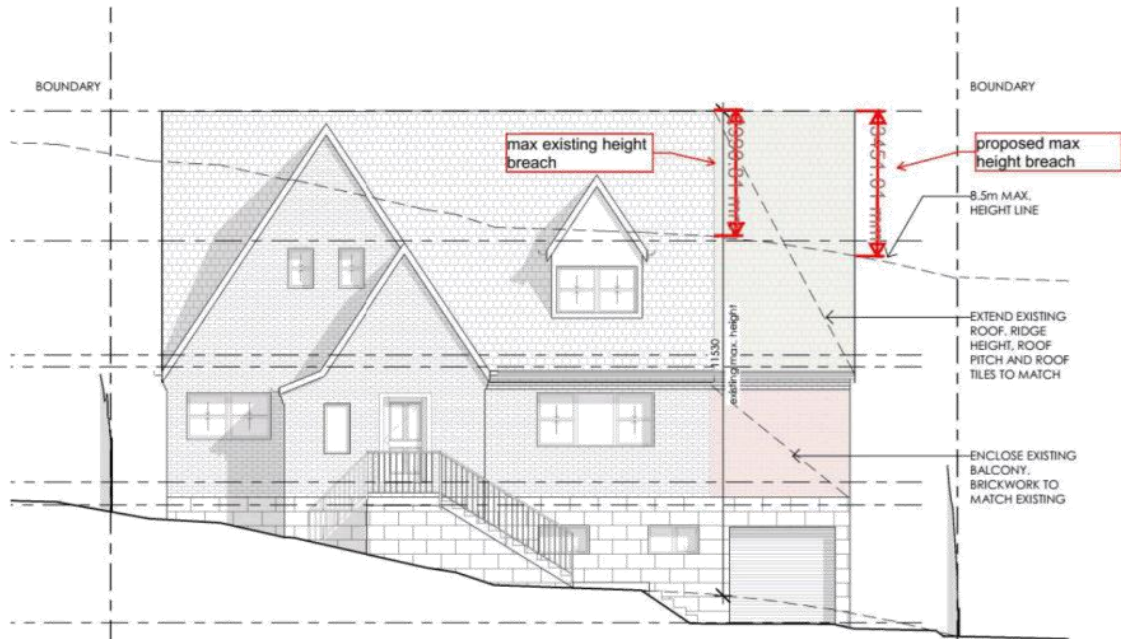 BOUNDARY
BOUNDARY
max existing height
breach
proposed max
height breach
8.5m MAX.
HEIGHT LINE
EXTEND EXISTING
ROOF. RIDGE
HEIGHT, ROOF
PITCH AND ROOF
TILES TO MATCH
11530
existing max. height
ENCLOSE EXISTING
BALCONY.
BRICKWORK TO
MATCH EXISTING